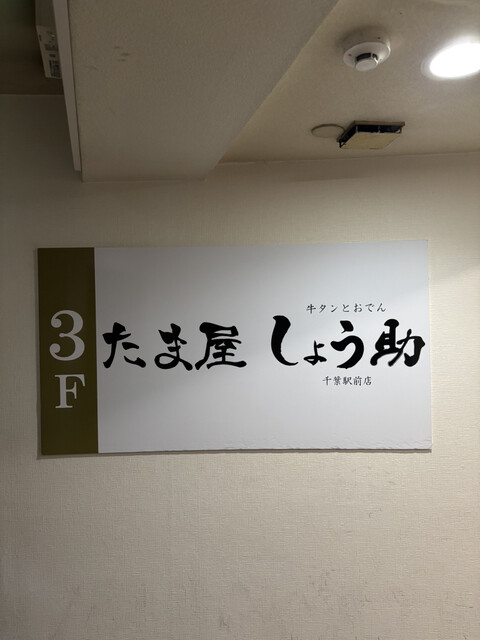 3F
たま屋
牛タンとおでん
しょう助
千葉駅前店